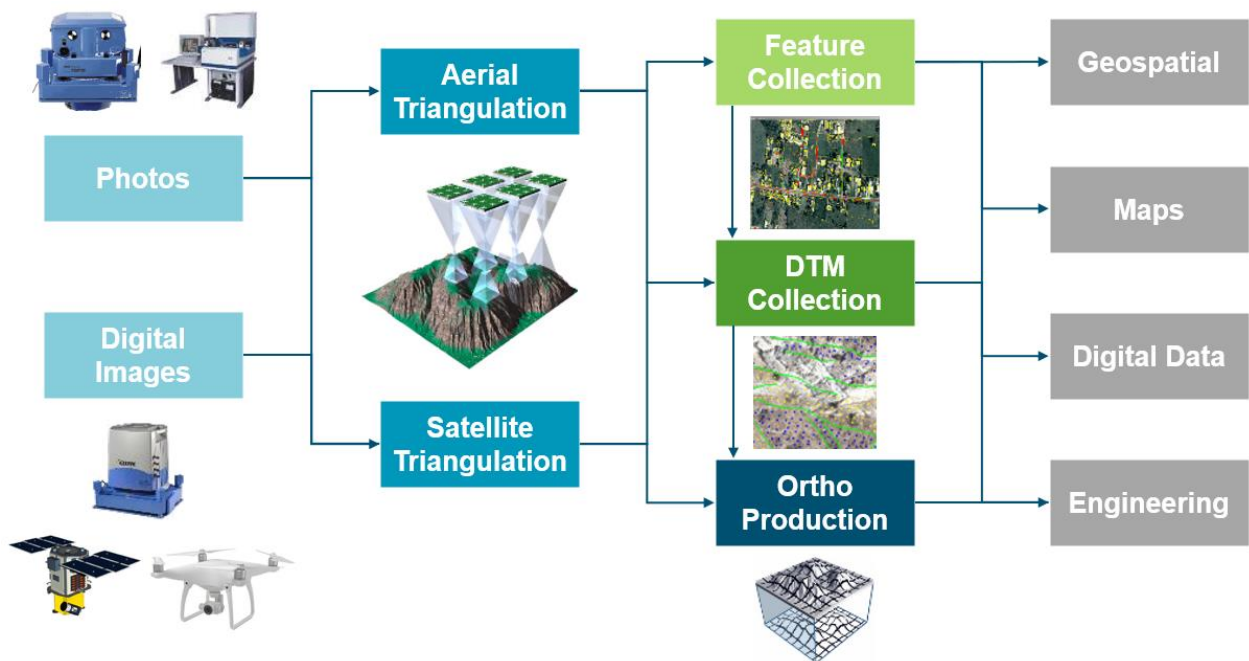 Photos
Digital
Images
Aerial
Triangulation
Satellite
Triangulation
Feature
Collection
DTM
Collection
Ortho
Production
Geospatial
Maps
Digital Data
Engineering